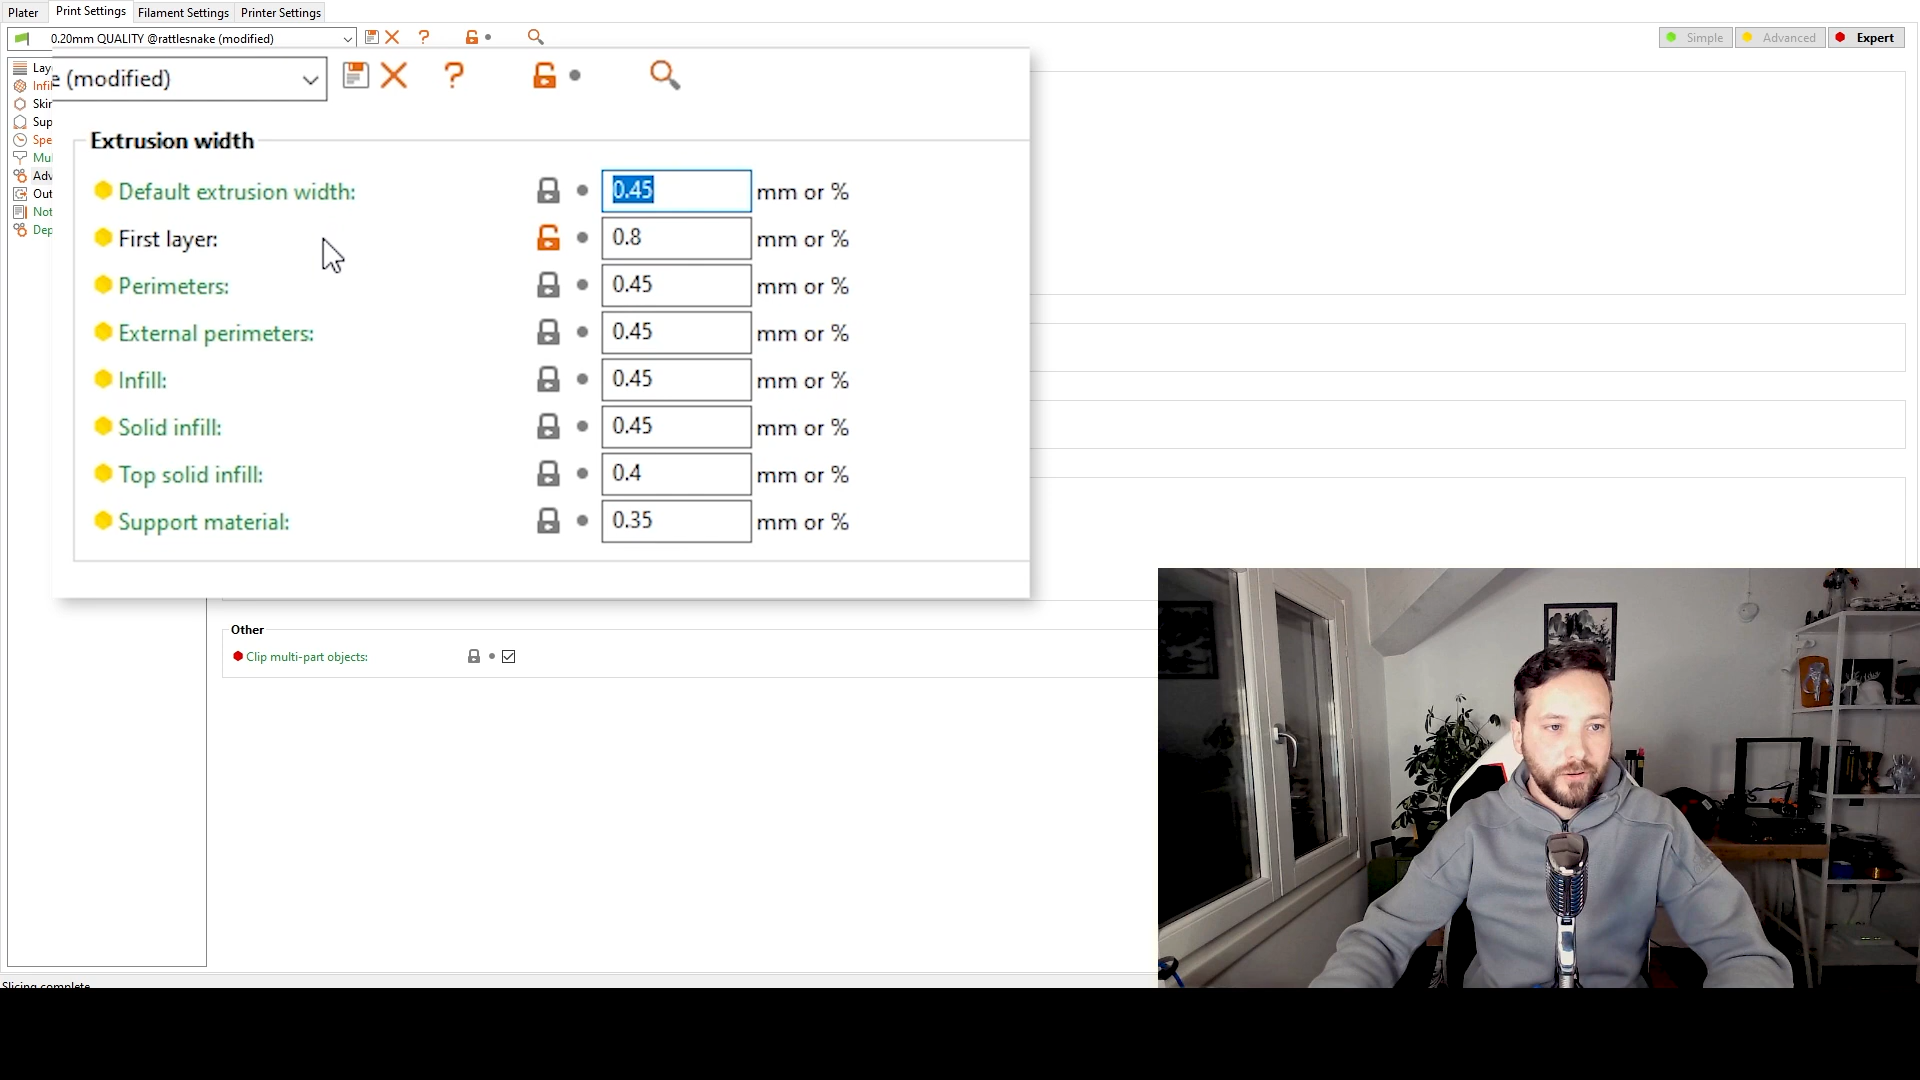 Plater Print Settings Filament Settings Printer Settings
0.20mm QUALITY @rattlesnake (modified)
Simple Advanced Expert
e (modified)
Lay
Infil
Skir
Sup
Spe
Mul
Adv
Out
Not
Dep
Extrusion width
Default extrusion width: 0.45 mm or %
First layer: 0.8 mm or %
Perimeters: 0.45 mm or %
External perimeters: 0.45 mm or %
Infill: 0.45 mm or %
Solid infill: 0.45 mm or %
Top solid infill: 0.4 mm or %
Support material: 0.35 mm or %
Other
Clip multi-part objects:
Slicing complete